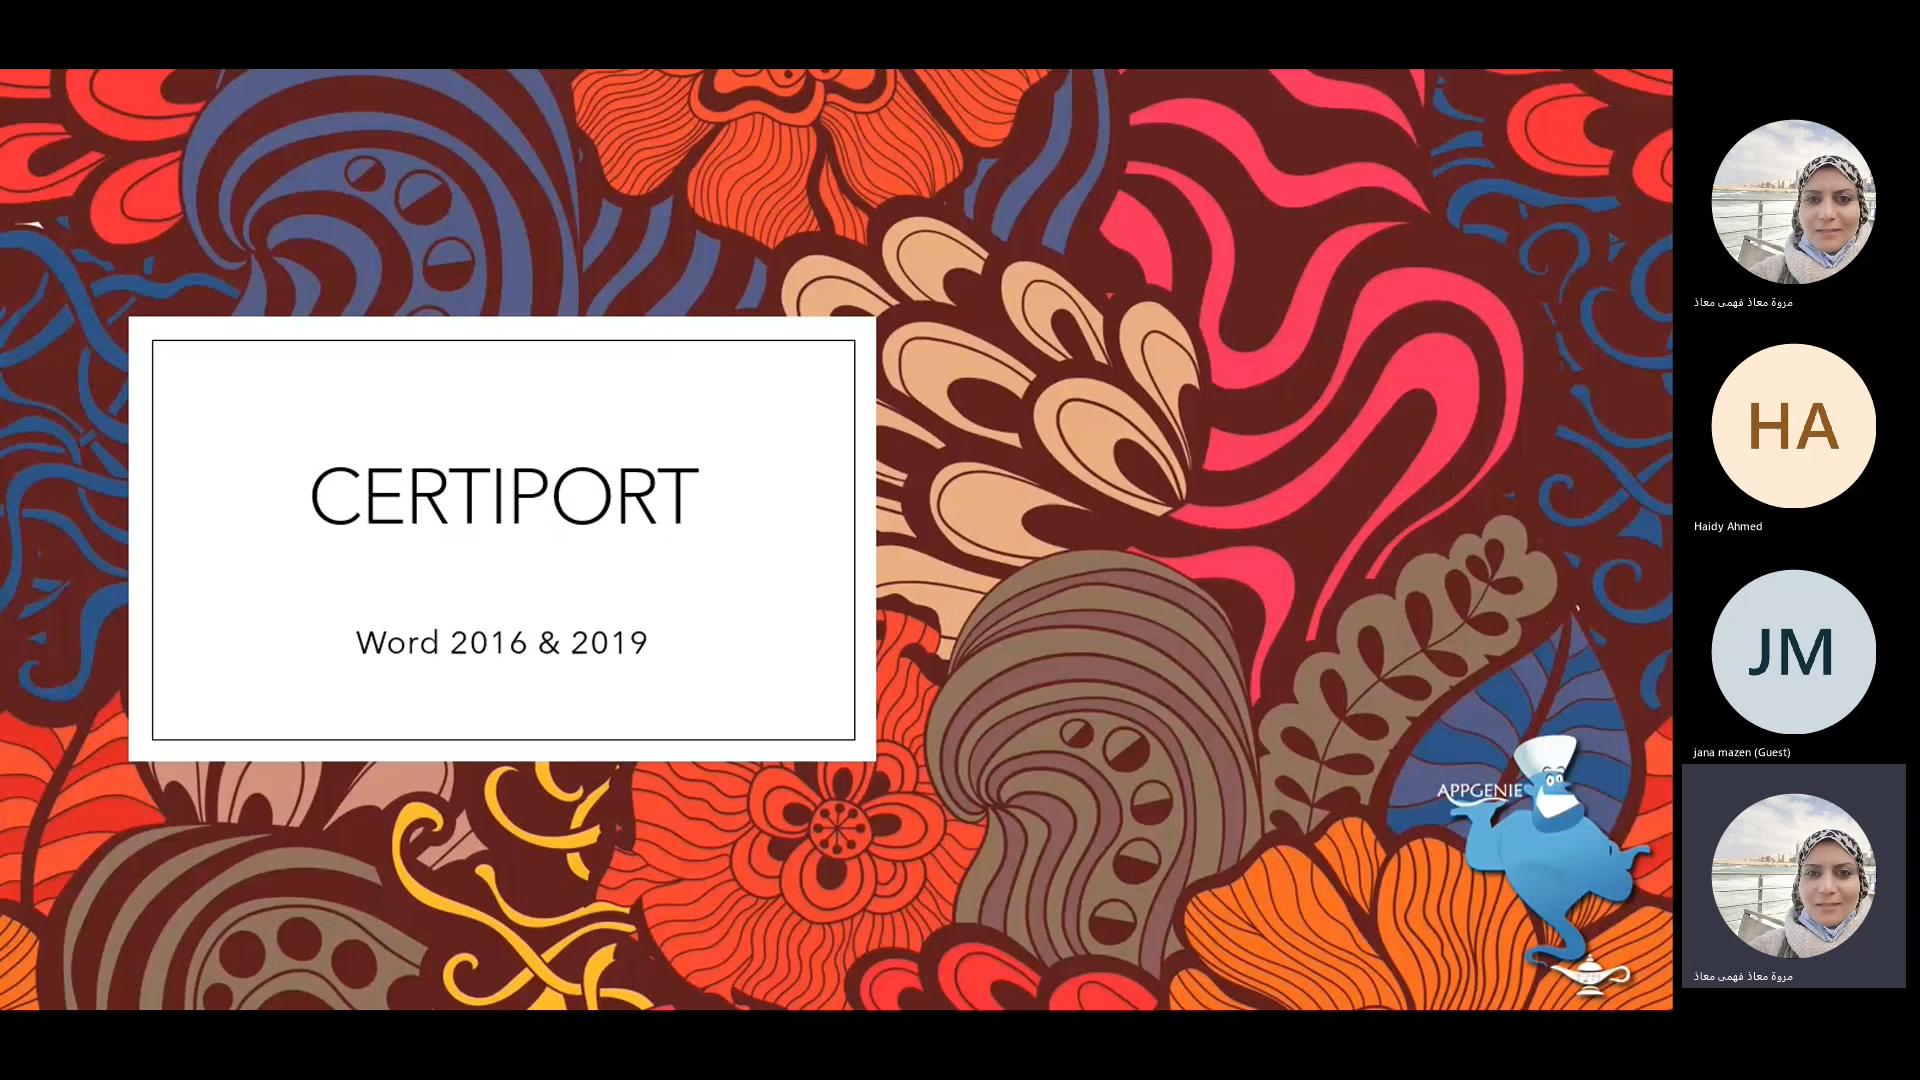 CERTIPORT
Word 2016 & 2019
APPGENIE
مروة معاذ فهمى معاذ
HA
Haidy Ahmed
JM
jana mazen (Guest)
مروة معاذ فهمى معاذ